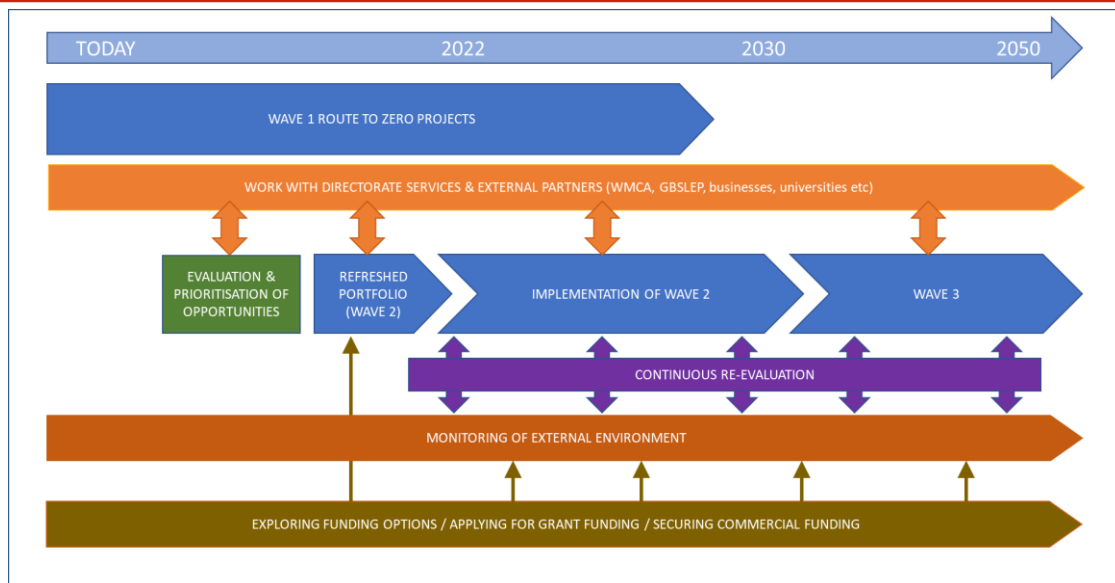 TODAY 2022 2030 2050
WAVE 1 ROUTE TO ZERO PROJECTS
WORK WITH DIRECTORATE SERVICES & EXTERNAL PARTNERS (WMCA, GBSLEP, businesses, universities etc)
EVALUATION &
PRIORITISATION OF
OPPORTUNITIES
REFRESHED
PORTFOLIO
(WAVE 2)
IMPLEMENTATION OF WAVE 2
WAVE 3
CONTINUOUS RE-EVALUATION
MONITORING OF EXTERNAL ENVIRONMENT
EXPLORING FUNDING OPTIONS / APPLYING FOR GRANT FUNDING / SECURING COMMERCIAL FUNDING